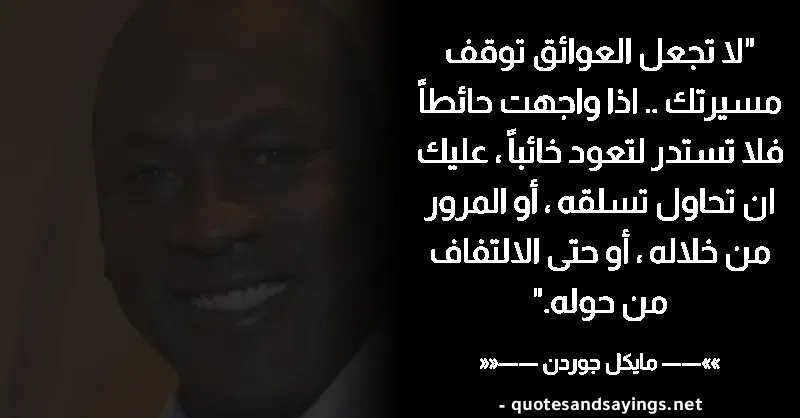 "لا تجعل العوائق توقف
مسيرتك .. اذا واجهت حائطاً
فلا تستدر لتعود خائباً ، عليك
ان تحاول تسلقه ، أو المرور
من خلاله ، أو حتى الالتفاف
من حوله."
»»—— مايكل جوردن ——««
- quotesandsayings.net